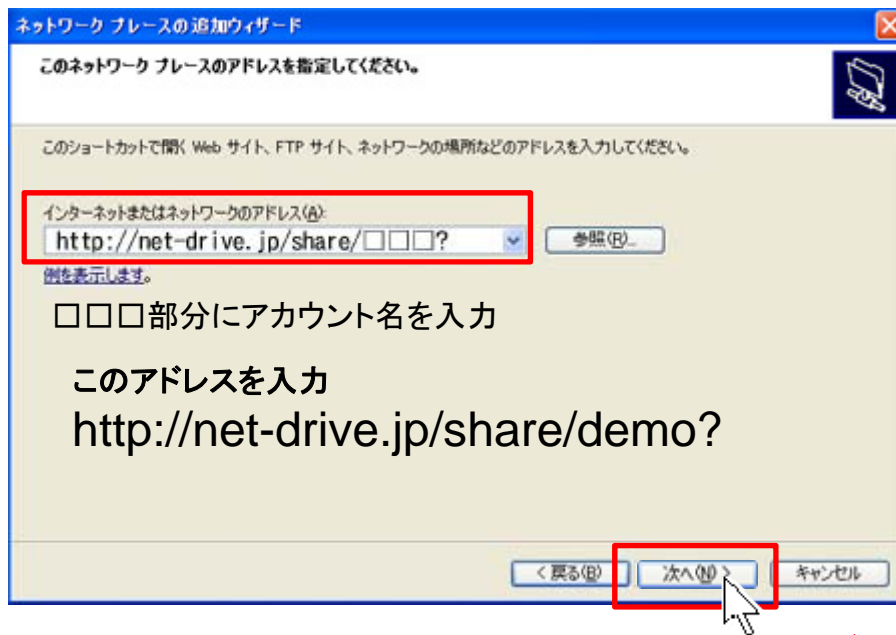 ネットワーク プレースの追加ウィザード
このネットワーク プレースのアドレスを指定してください。
このショートカットで開く Web サイト、FTP サイト、ネットワークの場所などのアドレスを入力してください。
インターネットまたはネットワークのアドレス(A):
http://net-drive.jp/share/□□□?
参照(R)...
例を表示します。
□□□部分にアカウント名を入力
このアドレスを入力
http://net-drive.jp/share/demo?
< 戻る(B)
次へ(N) >
キャンセル